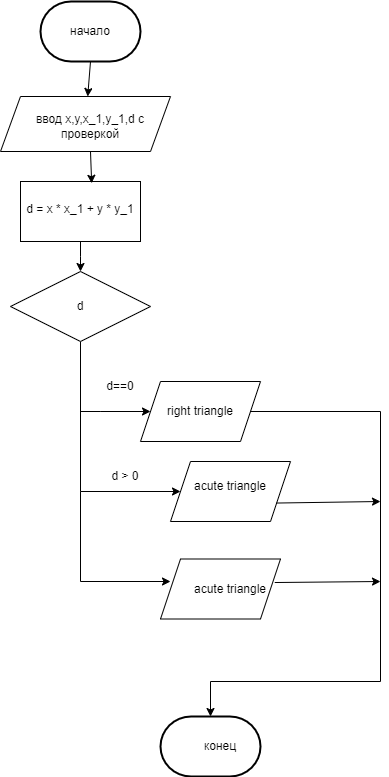 начало
ввод x,y,x_1,y_1,d с
проверкой
d = x * x_1 + y * y_1
d
d==0
right triangle
d > 0
acute triangle
acute triangle
конец